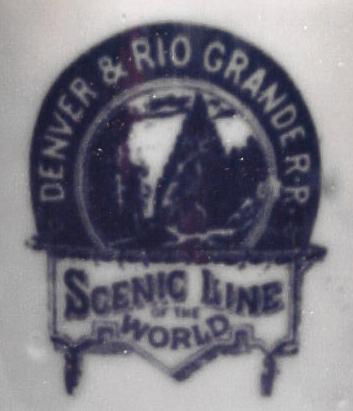 DENVER & RIO GRANDE R.R.
SCENIC LINE
OF THE
WORLD